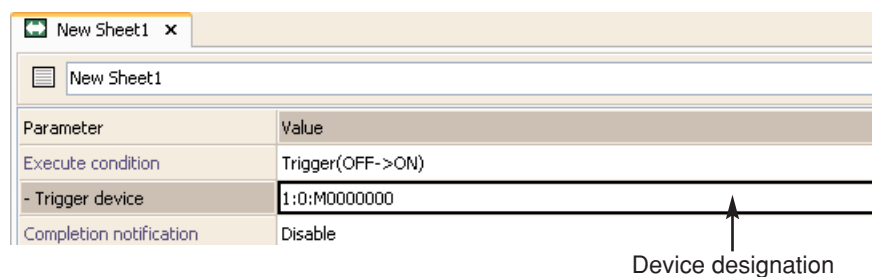 New Sheet1 x
New Sheet1
Parameter Value
Execute condition Trigger(OFF->ON)
- Trigger device 1:0:M0000000
Completion notification Disable
Device designation